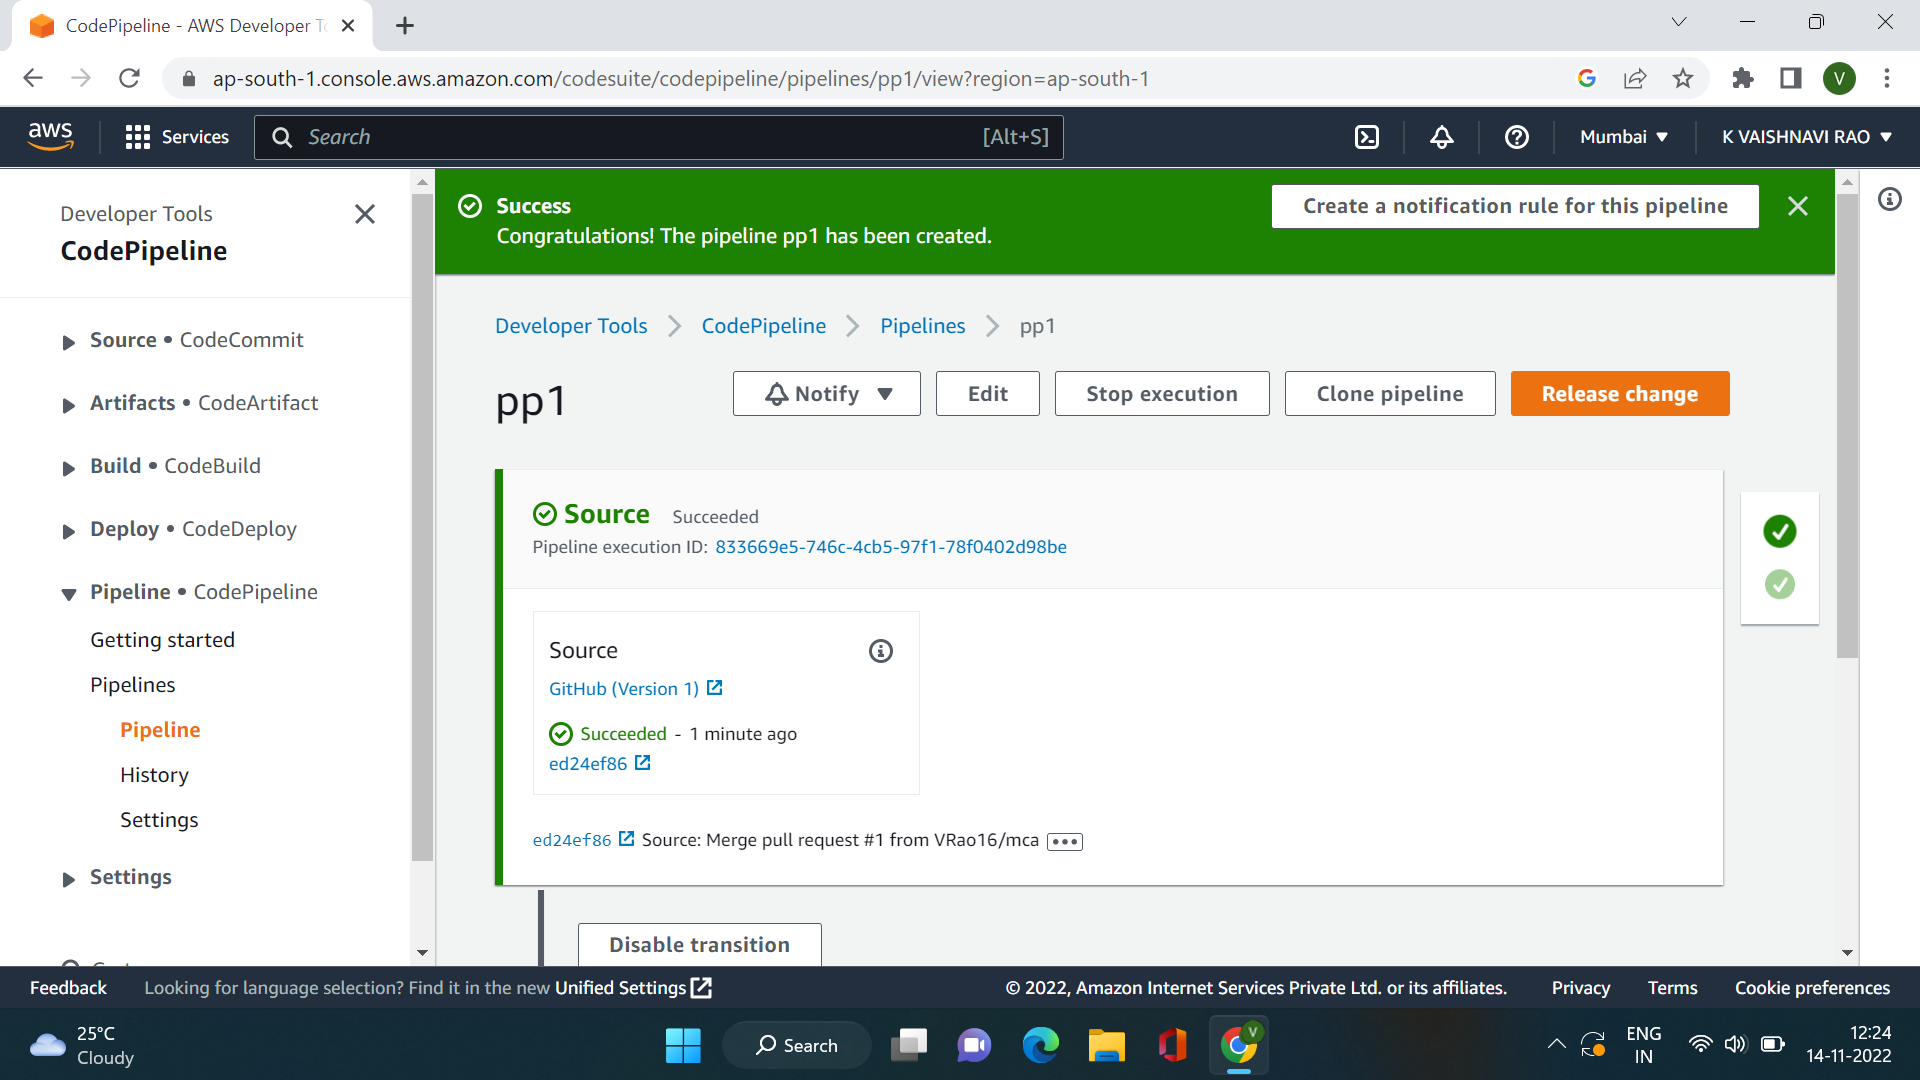 CodePipeline - AWS Developer To
ap-south-1.console.aws.amazon.com/codesuite/codepipeline/pipelines/pp1/view?region=ap-south-1
V
aws
Services
Search
[Alt+S]
Mumbai
K VAISHNAVI RAO
Developer Tools
CodePipeline
Source • CodeCommit
Artifacts • CodeArtifact
Build • CodeBuild
Deploy • CodeDeploy
Pipeline • CodePipeline
Getting started
Pipelines
Pipeline
History
Settings
Settings
Success
Congratulations! The pipeline pp1 has been created.
Create a notification rule for this pipeline
Developer Tools
CodePipeline
Pipelines
pp1
pp1
Notify
Edit
Stop execution
Clone pipeline
Release change
Source Succeeded
Pipeline execution ID: 833669e5-746c-4cb5-97f1-78f0402d98be
Source
GitHub (Version 1)
Succeeded - 1 minute ago
ed24ef86
ed24ef86 Source: Merge pull request #1 from VRao16/mca
Disable transition
Feedback
Looking for language selection? Find it in the new Unified Settings
© 2022, Amazon Internet Services Private Ltd. or its affiliates.
Privacy
Terms
Cookie preferences
25°C
Cloudy
Search
V
ENG
IN
12:24
14-11-2022